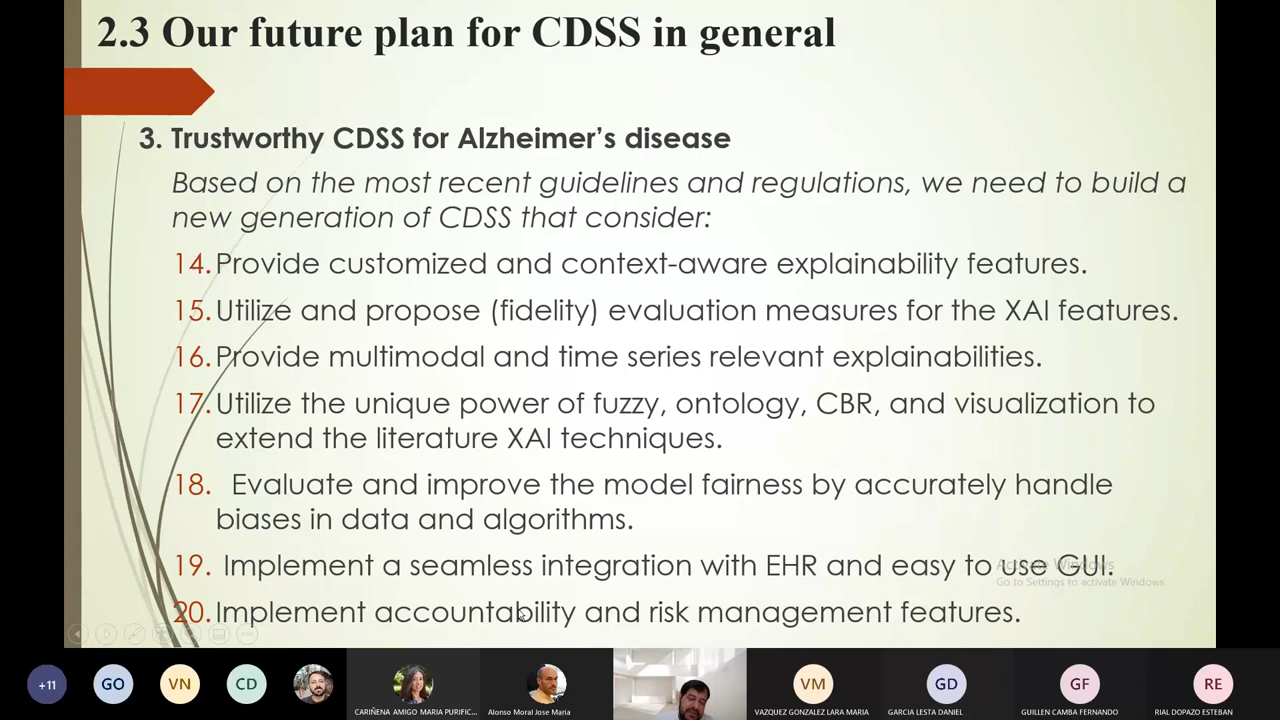 2.3 Our future plan for CDSS in general
3. Trustworthy CDSS for Alzheimer's disease
Based on the most recent guidelines and regulations, we need to build a
new generation of CDSS that consider:
14. Provide customized and context-aware explainability features.
15. Utilize and propose (fidelity) evaluation measures for the XAI features.
16. Provide multimodal and time series relevant explainabilities.
17. Utilize the unique power of fuzzy, ontology, CBR, and visualization to
extend the literature XAI techniques.
18. Evaluate and improve the model fairness by accurately handle
biases in data and algorithms.
19. Implement a seamless integration with EHR and easy to use GUI.
Activate Windows
Go to Settings to activate Windows.
20. Implement accountability and risk management features.
+11 GO VN CD VM GD GF RE
CARIÑENA AMIGO MARIA PURIFIC... Alonso Moral Jose Maria VAZQUEZ GONZALEZ LARA MARIA GARCIA LESTA DANIEL GUILLEN CAMBA FERNANDO RIAL DOPAZO ESTEBAN